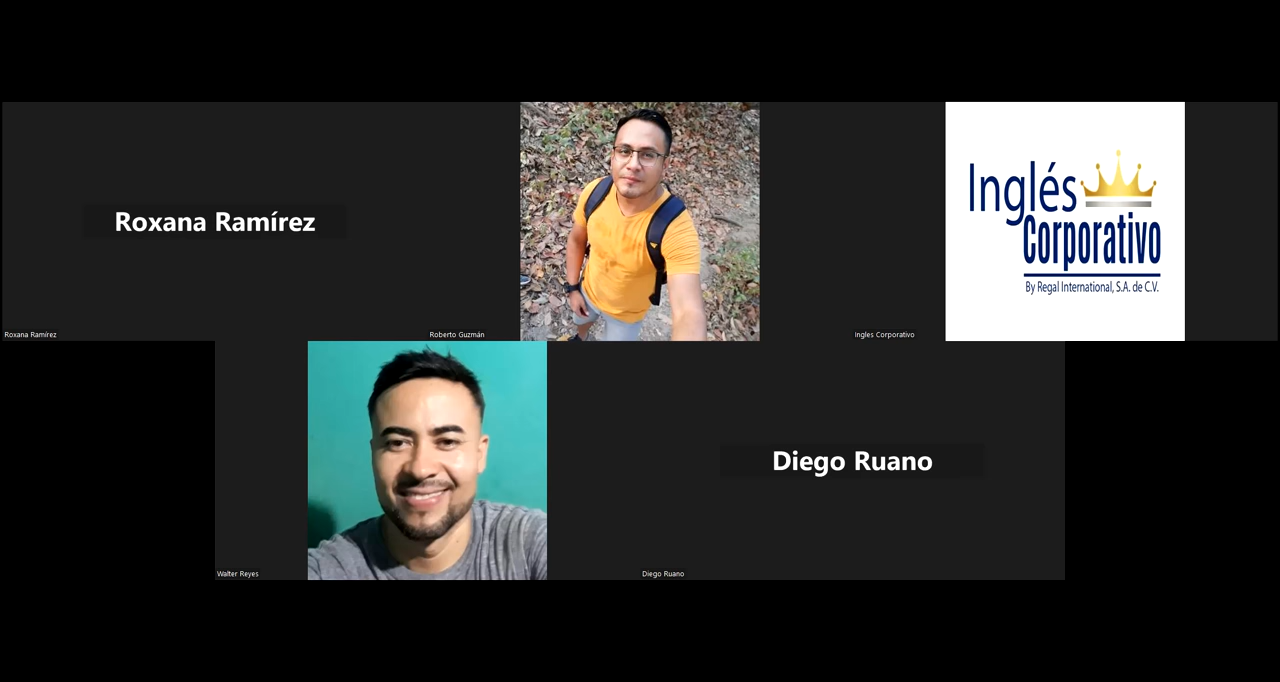 Roxana Ramírez
Inglés
Corporativo
By Regal International, S.A. de C.V.
Roxana Ramírez
Roberto Guzmán
Ingles Corporativo
Diego Ruano
Walter Reyes
Diego Ruano